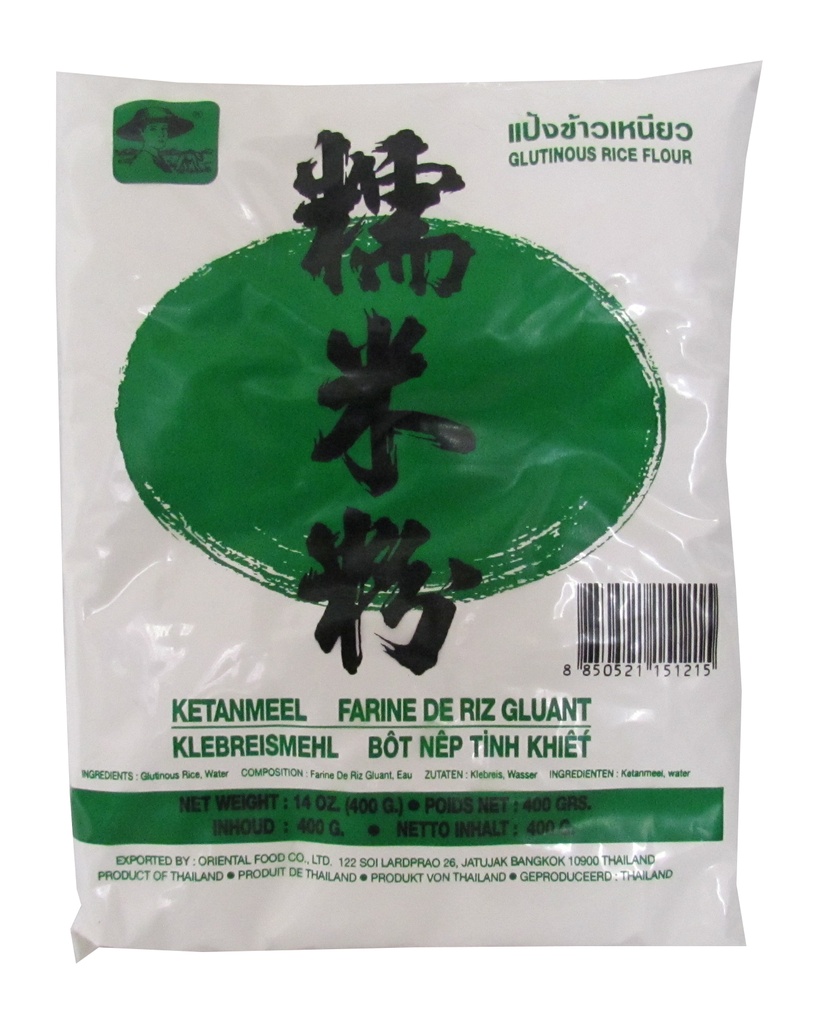 แป้งข้าวเหนียว
GLUTINOUS RICE FLOUR
糯米粉
8 850521 151215
KETANMEEL FARINE DE RIZ GLUANT
KLEBREISMEHL BÔT NÊP TİNH KHIẾT
INGREDIENTS : Glutinous Rice, Water COMPOSITION : Farine De Riz Gluant, Eau ZUTATEN : Klebreis, Wasser INGREDIENTEN : Ketanmeel, water
NET WEIGHT : 14 OZ. (400 G.) ● POIDS NET : 400 GRS.
INHOUD : 400 G. ● NETTO INHALT : 400 G.
EXPORTED BY : ORIENTAL FOOD CO., LTD. 122 SOI LARDPRAO 26, JATUJAK BANGKOK 10900 THAILAND
PRODUCT OF THAILAND ● PRODUIT DE THAILAND ● PRODUKT VON THAILAND ● GEPRODUCEERD : THAILAND